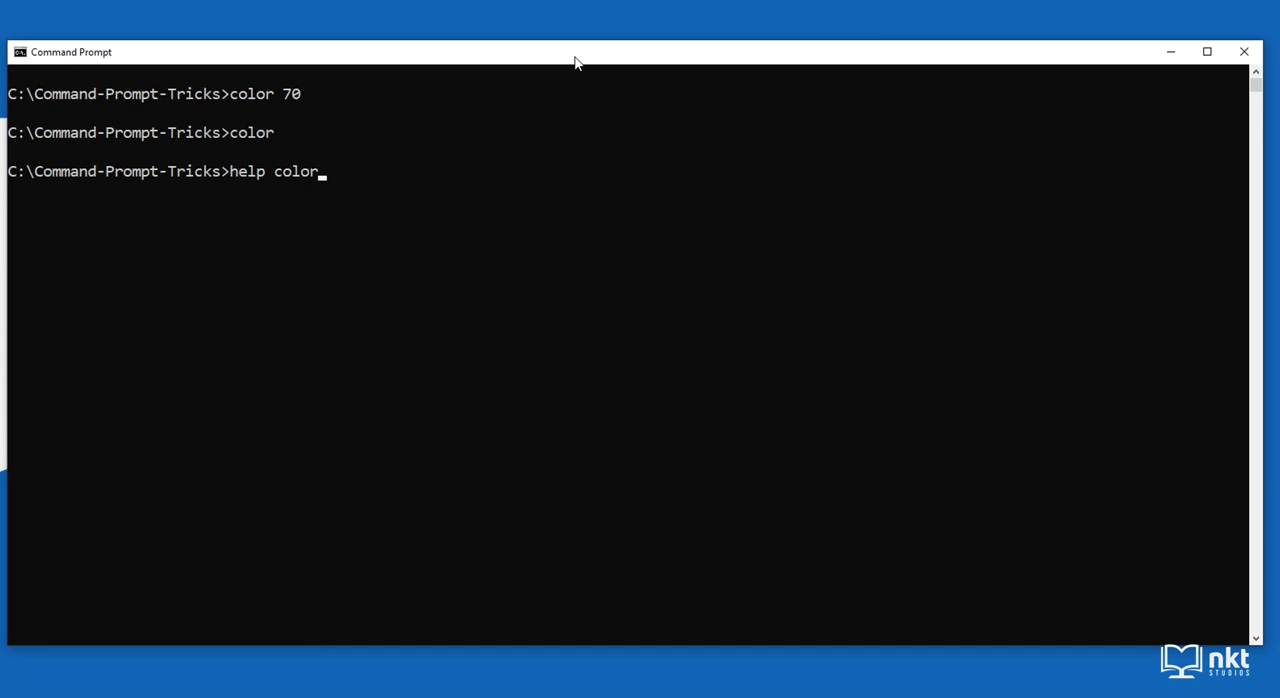 Command Prompt
C:\Command-Prompt-Tricks>color 70
C:\Command-Prompt-Tricks>color
C:\Command-Prompt-Tricks>help color
nkt
STUDIOS